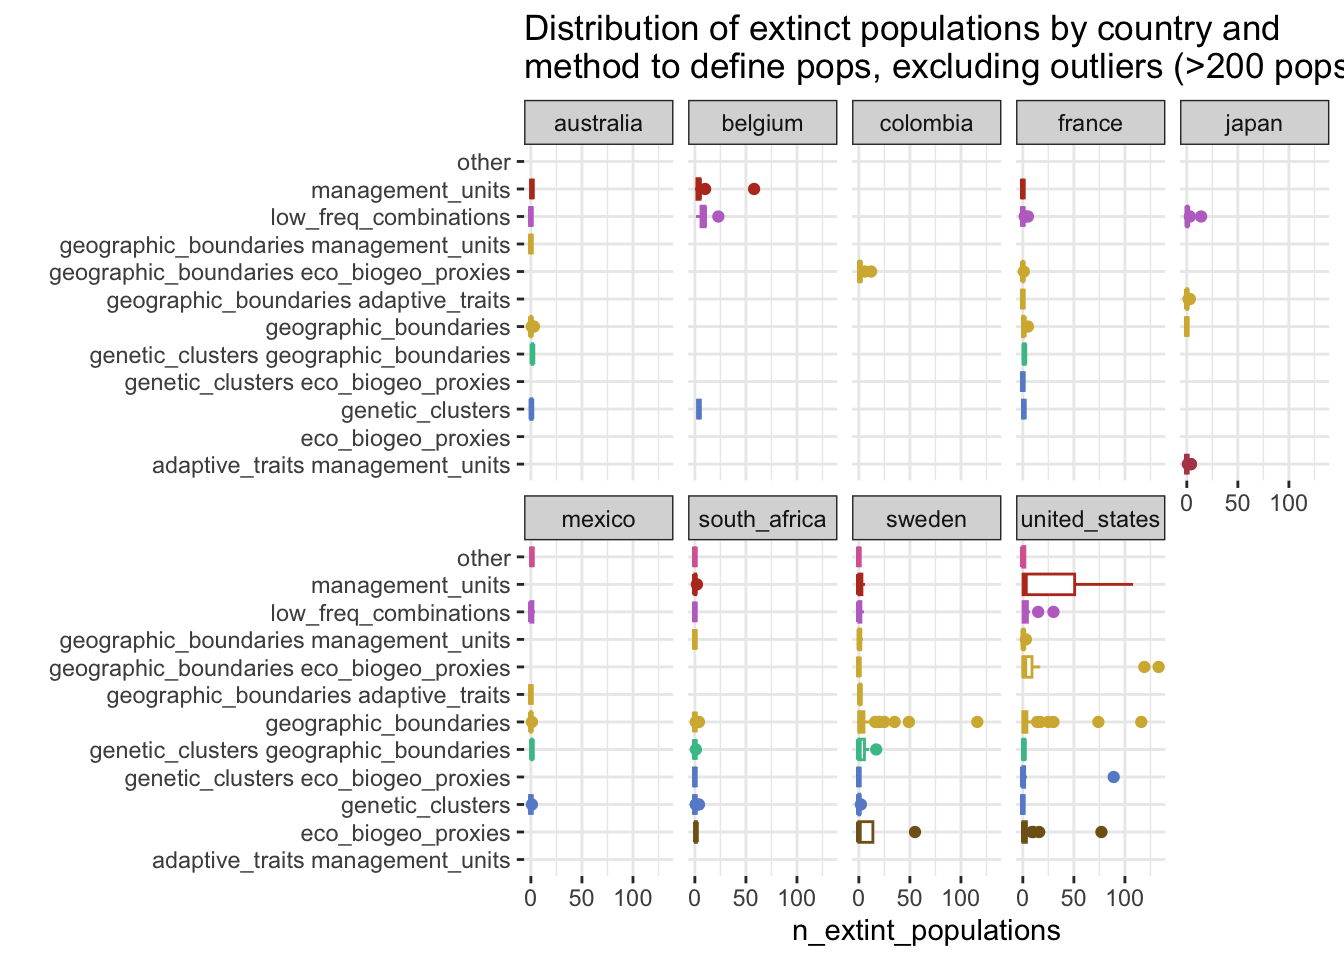 Distribution of extinct populations by country and
method to define pops, excluding outliers (>200 pops
australia belgium colombia france japan
other
management_units
low_freq_combinations
geographic_boundaries management_units
geographic_boundaries eco_biogeo_proxies
geographic_boundaries adaptive_traits
geographic_boundaries
genetic_clusters geographic_boundaries
genetic_clusters eco_biogeo_proxies
genetic_clusters
eco_biogeo_proxies
adaptive_traits management_units
0 50 100
mexico south_africa sweden united_states
other
management_units
low_freq_combinations
geographic_boundaries management_units
geographic_boundaries eco_biogeo_proxies
geographic_boundaries adaptive_traits
geographic_boundaries
genetic_clusters geographic_boundaries
genetic_clusters eco_biogeo_proxies
genetic_clusters
eco_biogeo_proxies
adaptive_traits management_units
0 50 100 0 50 100 0 50 100 0 50 100
n_extint_populations